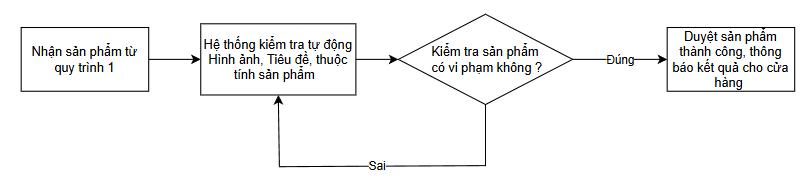 Nhận sản phẩm từ
quy trình 1
Hệ thống kiểm tra tự động
Hình ảnh, Tiêu đề, thuộc
tính sản phẩm
Kiểm tra sản phẩm
có vi phạm không ?
Đúng
Duyệt sản phẩm
thành công, thông
báo kết quả cho cửa
hàng
Sai